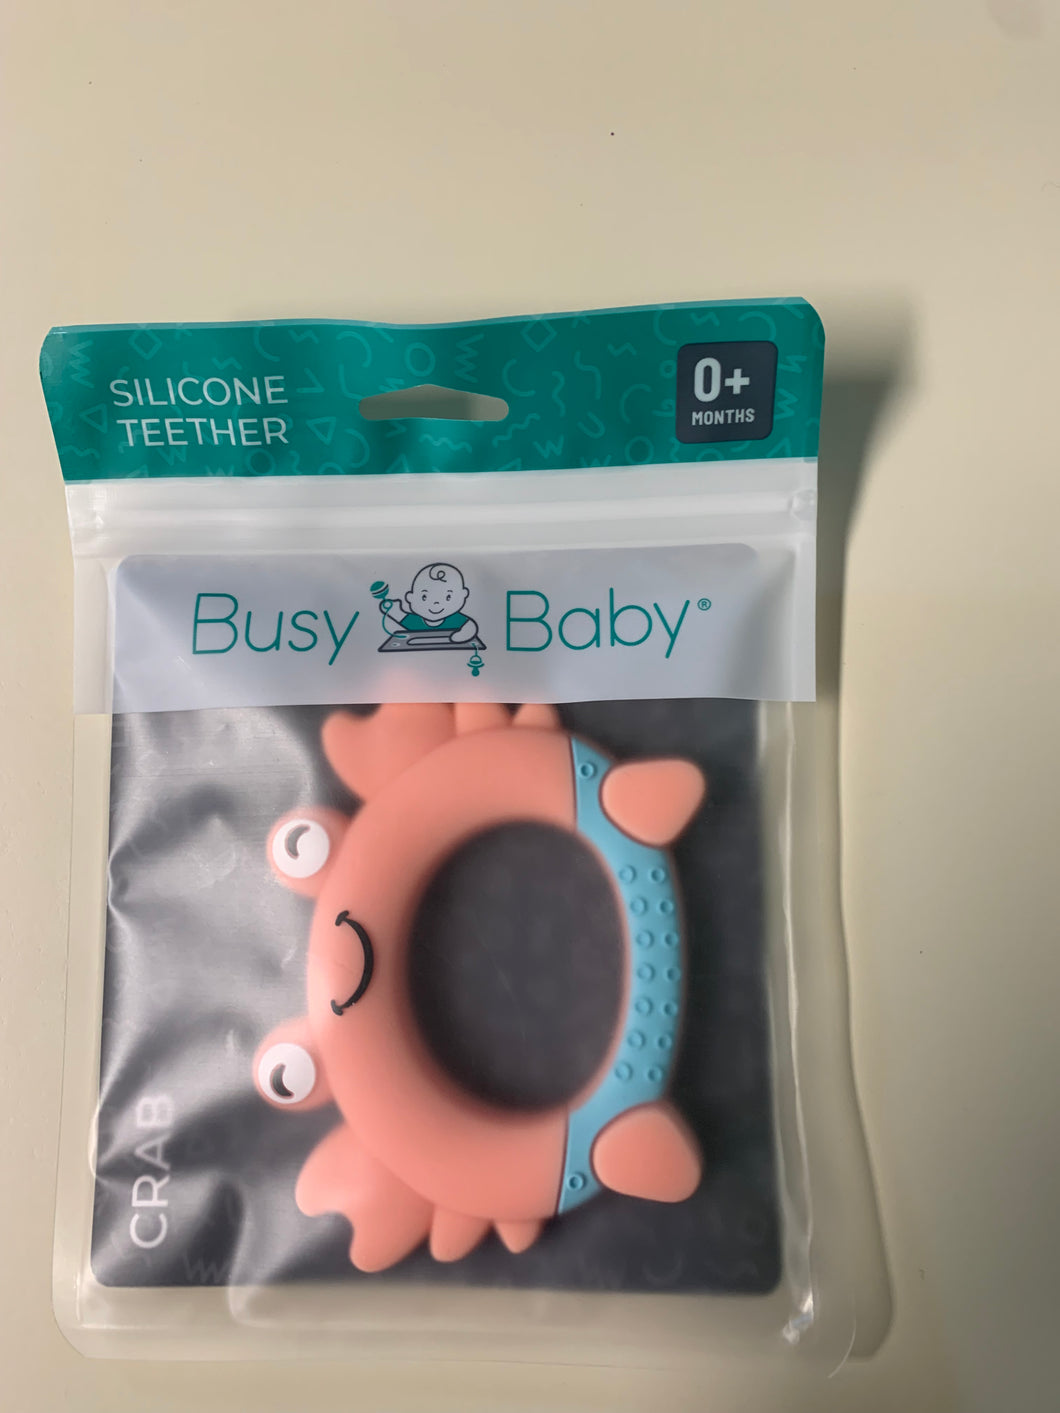 SILICONE
TEETHER
0+
MONTHS
Busy Baby®
CRAB